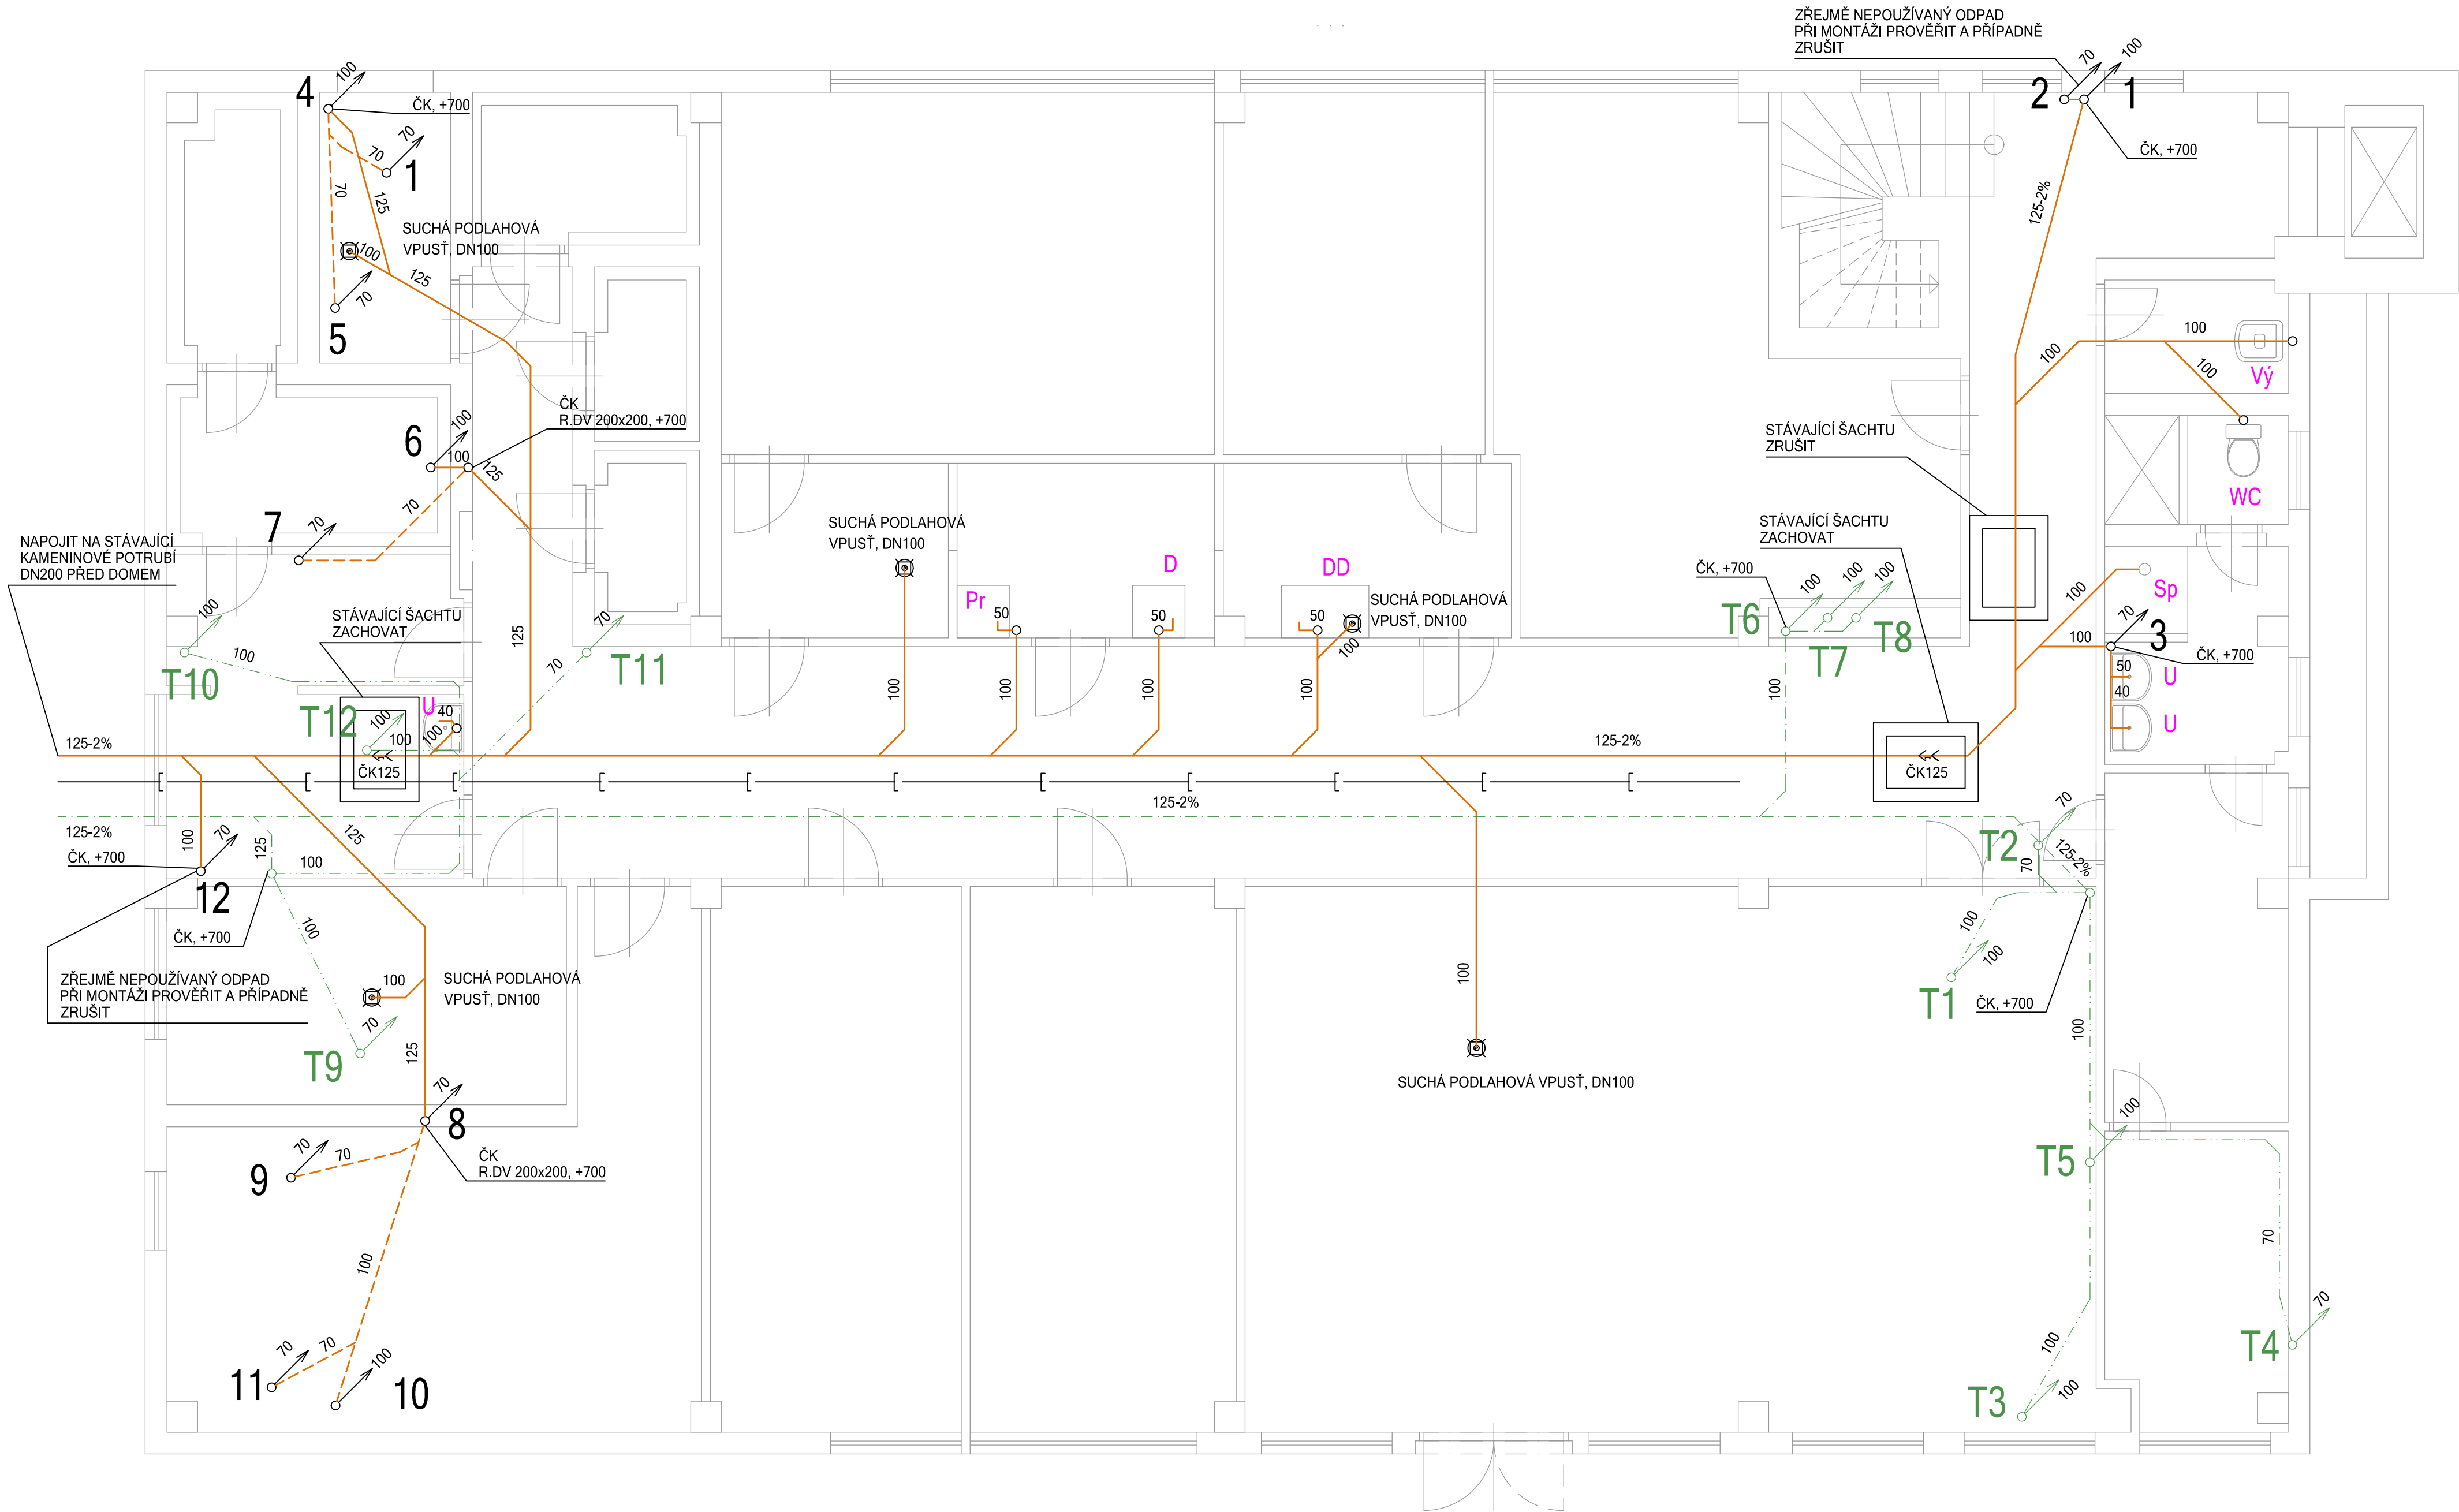 ZŘEJMĚ NEPOUŽÍVANÝ ODPAD
PŘI MONTÁŽI PROVĚŘIT A PŘÍPADNĚ
ZRUŠIT
70
100
2
1
ČK, +700
125-2%
4
100
ČK, +700
70
70
1
70
125
SUCHÁ PODLAHOVÁ
VPUSŤ, DN100
100
125
70
5
100
100
100
Vý
WC
ČK
R.DV 200x200, +700
6
100
100
125
70
7
70
STÁVAJÍCÍ ŠACHTU
ZRUŠIT
STÁVAJÍCÍ ŠACHTU
ZACHOVAT
ČK, +700
NAPOJIT NA STÁVAJÍCÍ
KAMENINOVÉ POTRUBÍ
DN200 PŘED DOMEM
SUCHÁ PODLAHOVÁ
VPUSŤ, DN100
Pr
50
D
50
DD
50
SUCHÁ PODLAHOVÁ
VPUSŤ, DN100
100
100
100
100
T6
T7
T8
100
Sp
70
3
100
ČK, +700
50
40
U
U
STÁVAJÍCÍ ŠACHTU
ZACHOVAT
100
T10
100
125
70
T11
70
T12
100
100
U
40
100
ČK125
100
100
100
100
100
125-2%
125-2%
ČK125
125-2%
125-2%
ČK, +700
100
70
12
125
100
125
ČK, +700
100
ZŘEJMĚ NEPOUŽÍVANÝ ODPAD
PŘI MONTÁŽI PROVĚŘIT A PŘÍPADNĚ
ZRUŠIT
100
SUCHÁ PODLAHOVÁ
VPUSŤ, DN100
70
T9
125
70
8
ČK
R.DV 200x200, +700
70
70
9
100
70
70
11
100
10
100
SUCHÁ PODLAHOVÁ VPUSŤ, DN100
T2
70
70
125-2%
100
100
T1
ČK, +700
100
100
T5
70
70
T4
100
100
T3